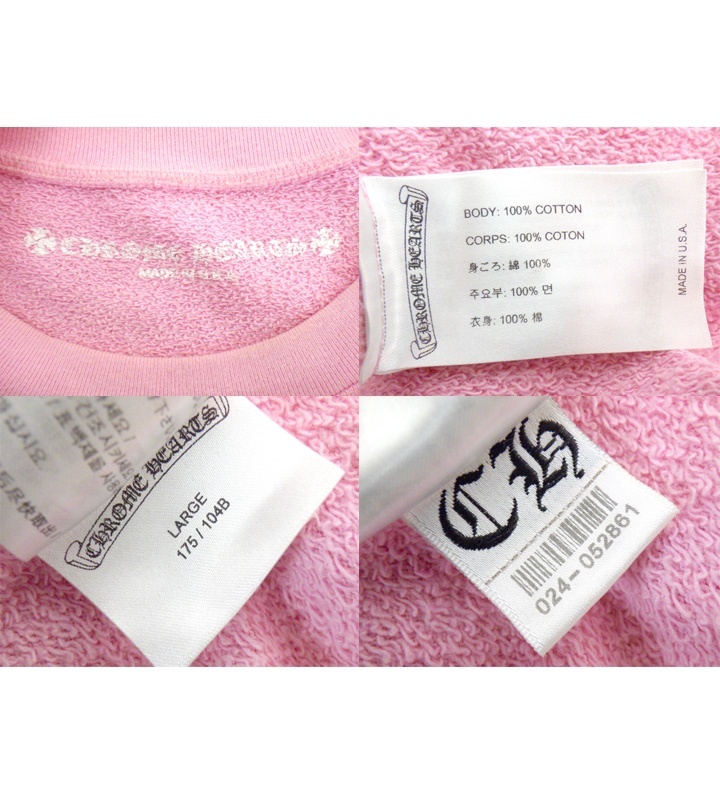 CHROME HEARTS
MADE IN U.S.A.
CHROME HEARTS
BODY: 100% COTTON
CORPS: 100% COTON
身ころ: 綿 100%
주요부: 100% 면
衣身: 100% 棉
MADE IN U.S.A.
CHROME HEARTS
LARGE
175 / 104B
CH
024-052861